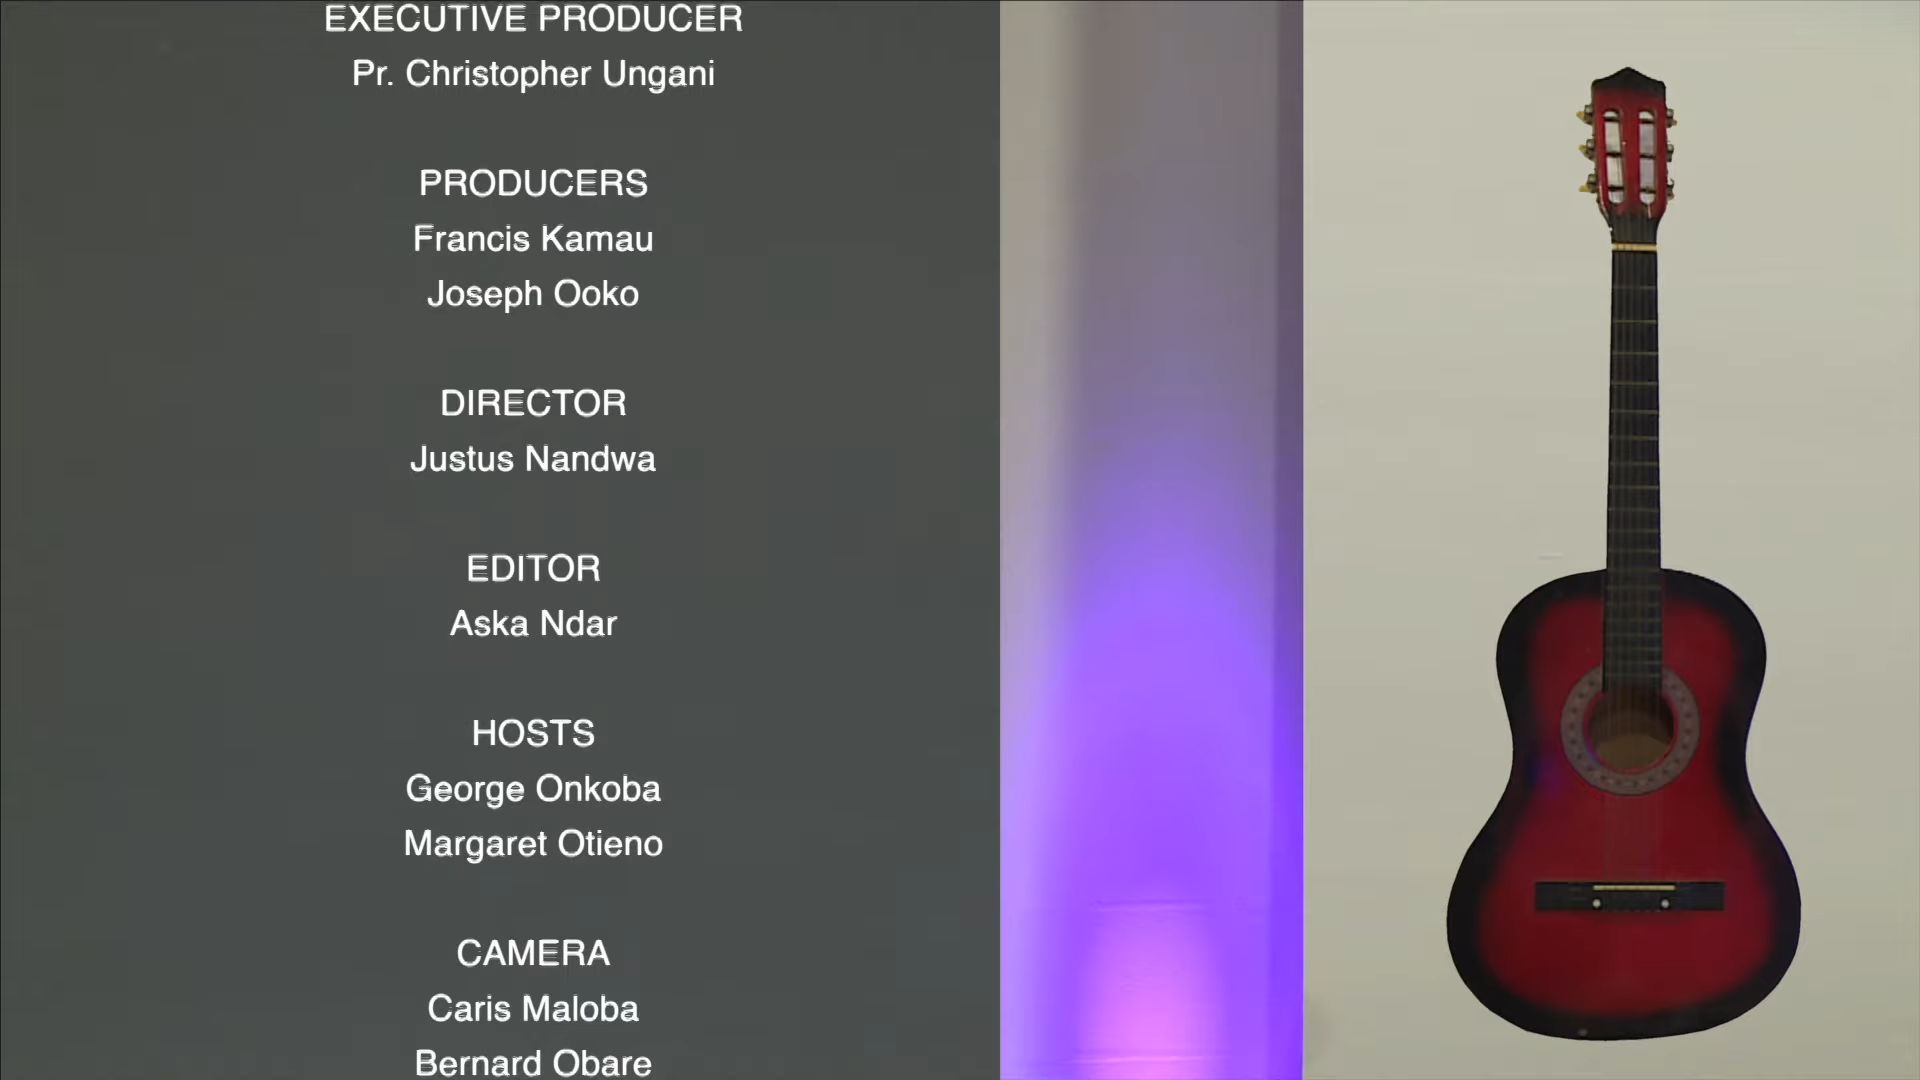 EXECUTIVE PRODUCER
Pr. Christopher Ungani
PRODUCERS
Francis Kamau
Joseph Ooko
DIRECTOR
Justus Nandwa
EDITOR
Aska Ndar
HOSTS
George Onkoba
Margaret Otieno
CAMERA
Caris Maloba
Bernard Obare